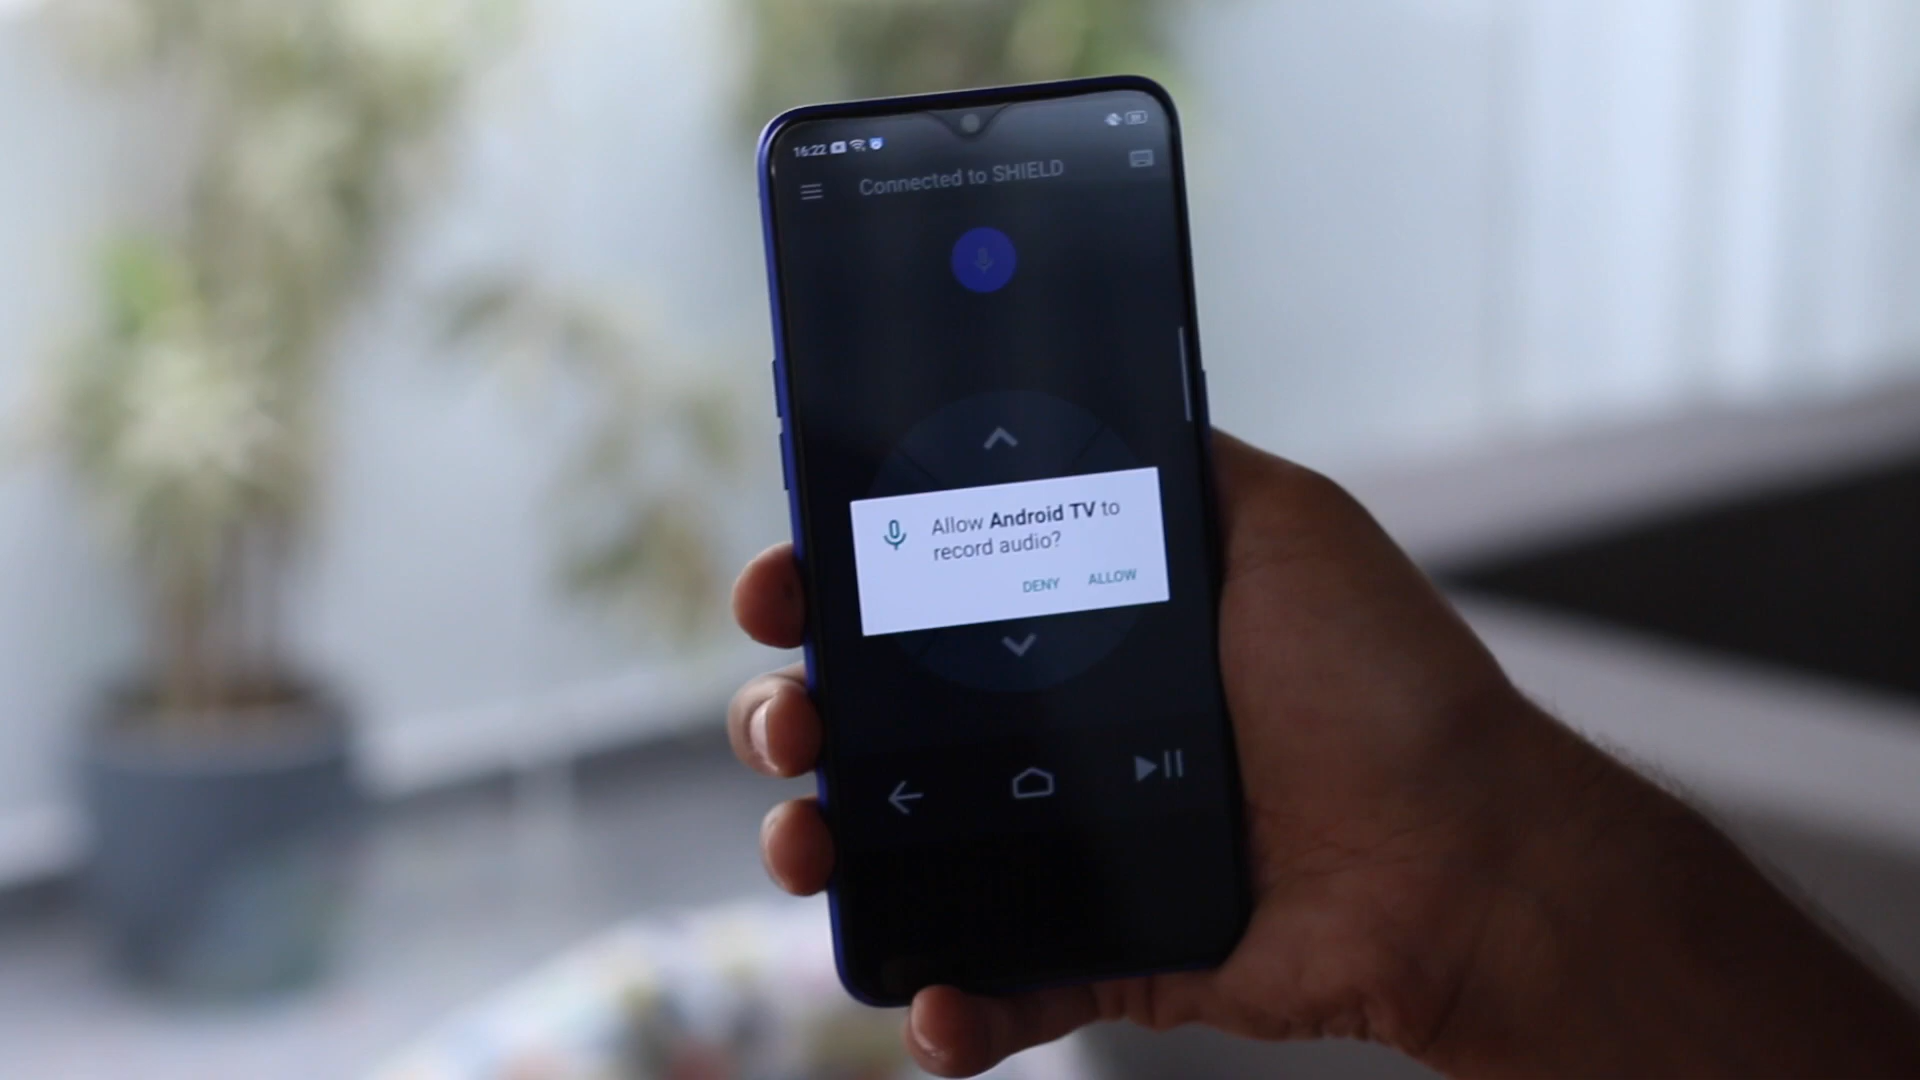 16:22
Connected to SHIELD
Allow Android TV to
record audio?
DENY ALLOW